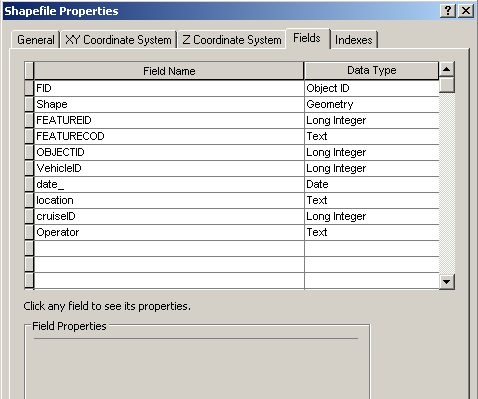 Shapefile Properties
General XY Coordinate System Z Coordinate System Fields Indexes
Field Name Data Type
FID Object ID
Shape Geometry
FEATUREID Long Integer
FEATURECOD Text
OBJECTID Long Integer
VehicleID Long Integer
date_ Date
location Text
cruiseID Long Integer
Operator Text
Click any field to see its properties.
Field Properties